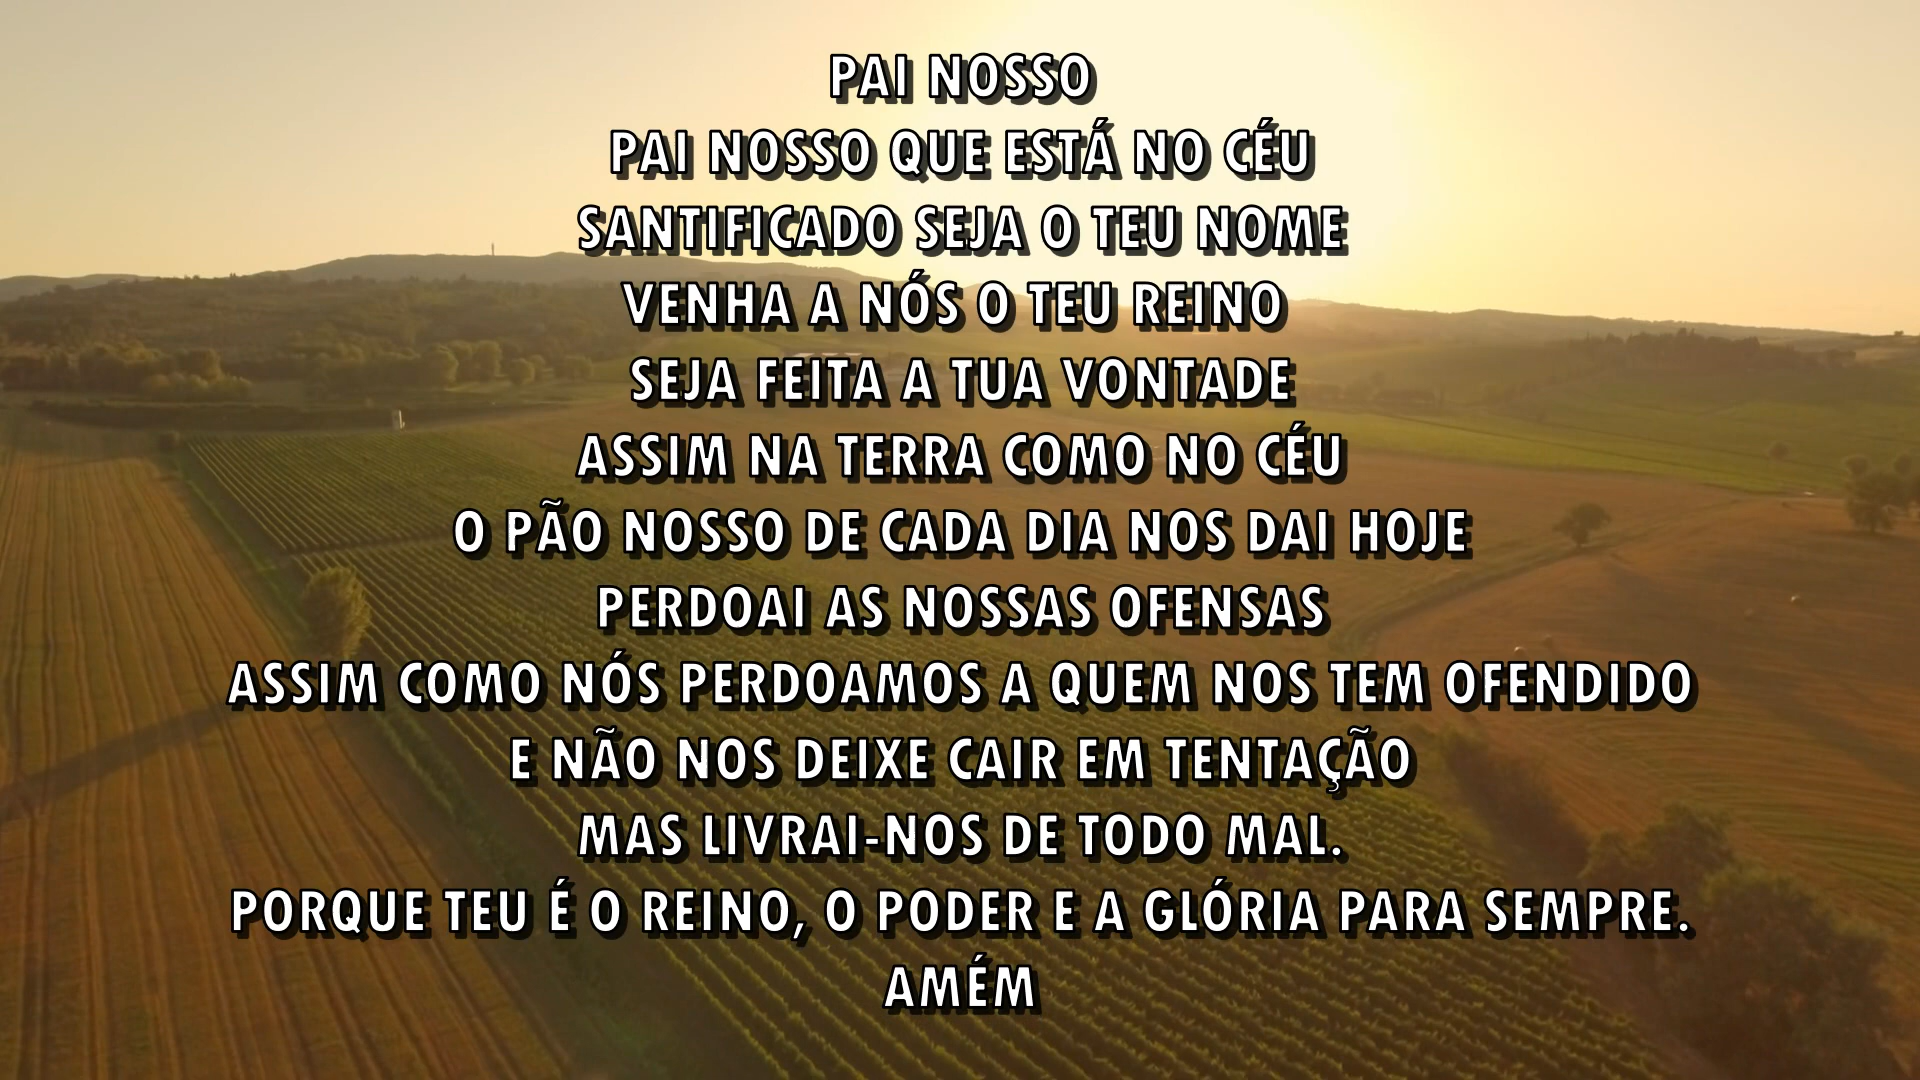 PAI NOSSO
PAI NOSSO QUE ESTÁ NO CÉU
SANTIFICADO SEJA O TEU NOME
VENHA A NÓS O TEU REINO
SEJA FEITA A TUA VONTADE
ASSIM NA TERRA COMO NO CÉU
O PÃO NOSSO DE CADA DIA NOS DAI HOJE
PERDOAI AS NOSSAS OFENSAS
ASSIM COMO NÓS PERDOAMOS A QUEM NOS TEM OFENDIDO
E NÃO NOS DEIXE CAIR EM TENTAÇÃO
MAS LIVRAI-NOS DE TODO MAL.
PORQUE TEU É O REINO, O PODER E A GLÓRIA PARA SEMPRE.
AMÉM